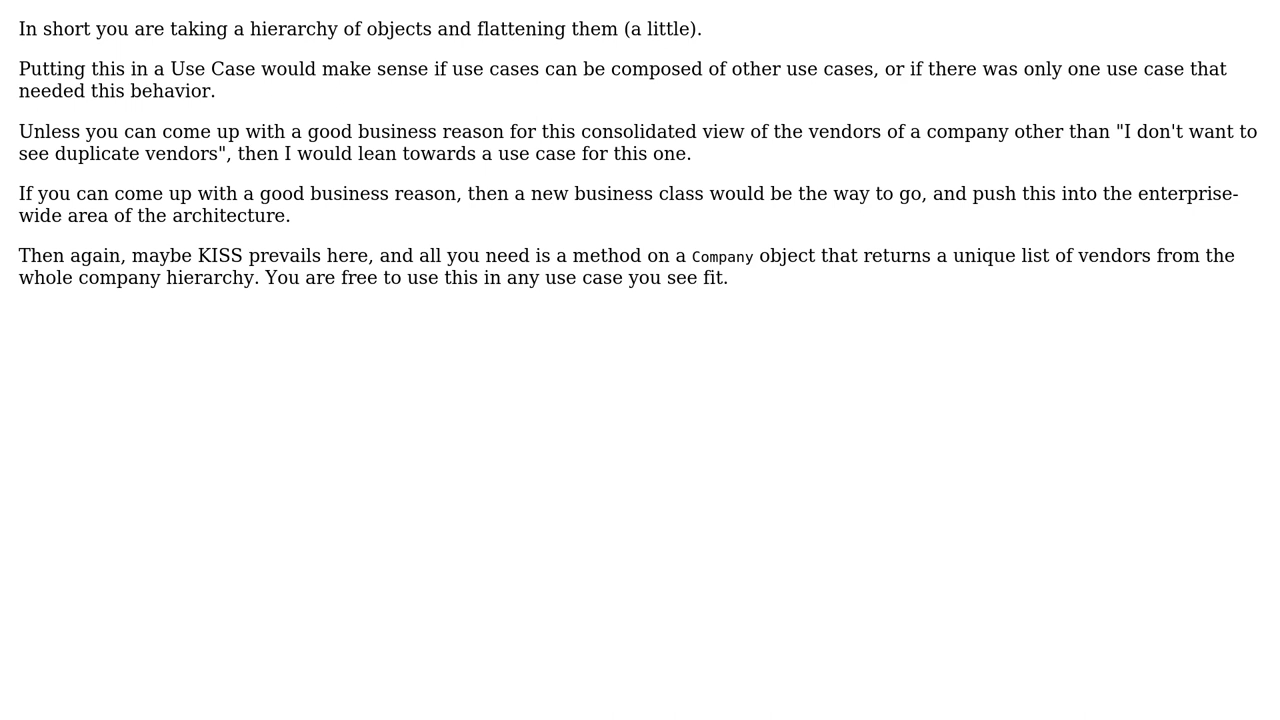 In short you are taking a hierarchy of objects and flattening them (a little).
Putting this in a Use Case would make sense if use cases can be composed of other use cases, or if there was only one use case that
needed this behavior.
Unless you can come up with a good business reason for this consolidated view of the vendors of a company other than "I don't want to
see duplicate vendors", then I would lean towards a use case for this one.
If you can come up with a good business reason, then a new business class would be the way to go, and push this into the enterprise-
wide area of the architecture.
Then again, maybe KISS prevails here, and all you need is a method on a Company object that returns a unique list of vendors from the
whole company hierarchy. You are free to use this in any use case you see fit.